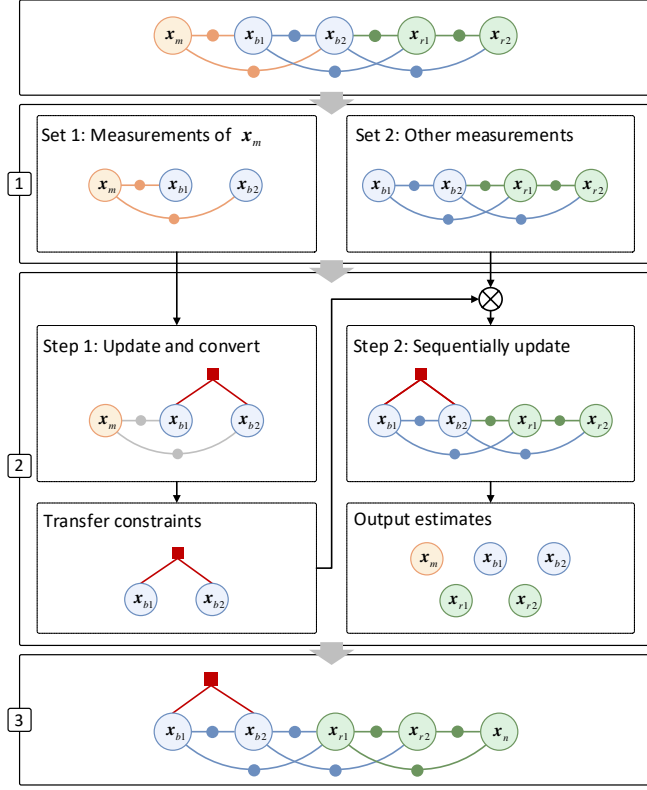 x_m x_b1 x_b2 x_r1 x_r2
1
Set 1: Measurements of x_m
x_m x_b1 x_b2
Set 2: Other measurements
x_b1 x_b2 x_r1 x_r2
2
Step 1: Update and convert
x_m x_b1 x_b2
Step 2: Sequentially update
x_b1 x_b2 x_r1 x_r2
Transfer constraints
x_b1 x_b2
Output estimates
x_m x_b1 x_b2
x_r1 x_r2
3
x_b1 x_b2 x_r1 x_r2 x_n